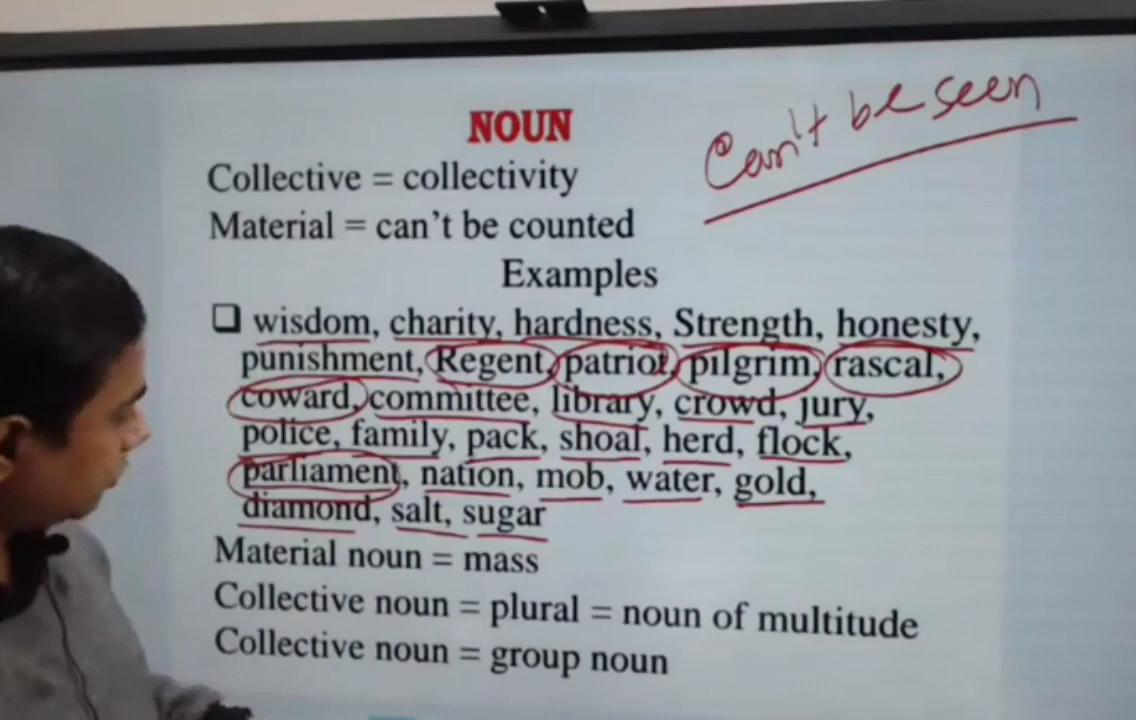 NOUN
Can't be seen
Collective = collectivity
Material = can't be counted
Examples
❑ wisdom, charity, hardness, Strength, honesty,
punishment, Regent, patriot, pilgrim, rascal,
coward, committee, library, crowd, jury,
police, family, pack, shoal, herd, flock,
parliament, nation, mob, water, gold,
diamond, salt, sugar
Material noun = mass
Collective noun = plural = noun of multitude
Collective noun = group noun